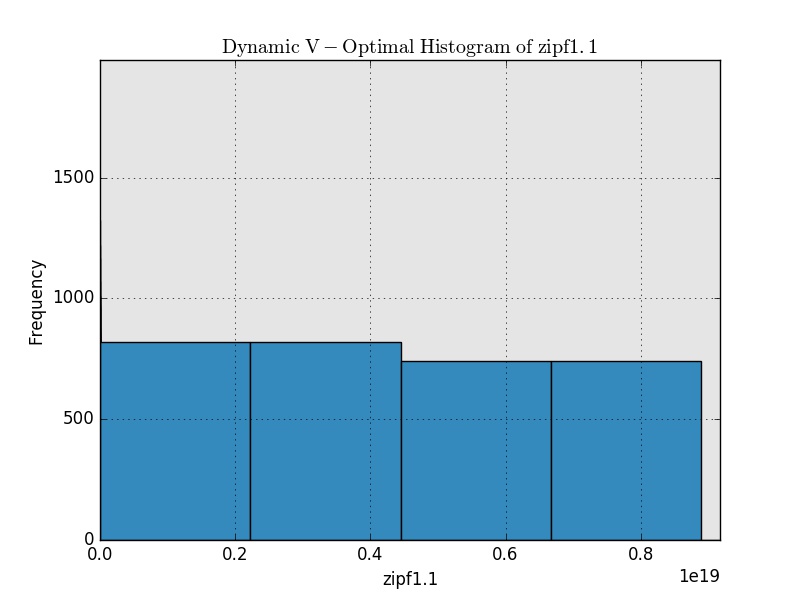 Dynamic V − Optimal Histogram of zipf1. 1
Frequency
1500
1000
500
0
0.0 0.2 0.4 0.6 0.8
1e19
zipf1.1